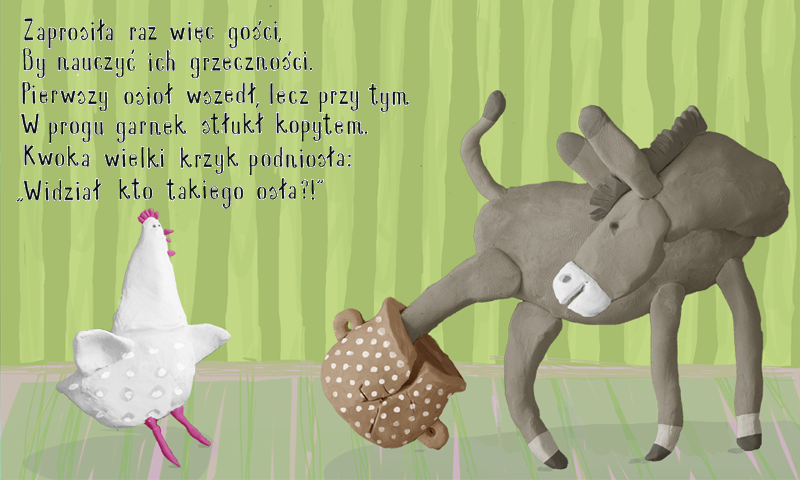 Zaprosiła raz więc gości,
By nauczyć ich grzeczności.
Pierwszy osioł wszedł, lecz przy tym
W progu garnek stłukł kopytem.
Kwoka wielki krzyk podniosła:
„Widział kto takiego osła?!"